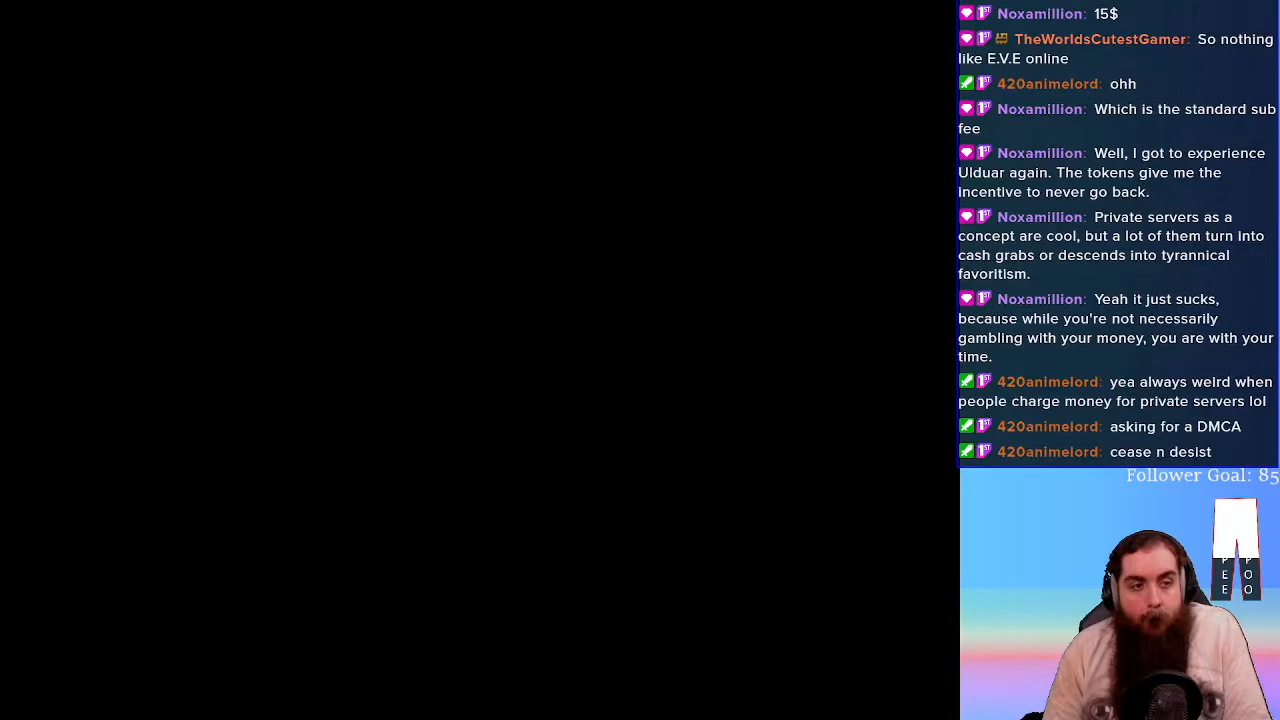 Noxamillion: 15$
TheWorldsCutestGamer: So nothing
like E.V.E online
420animelord: ohh
Noxamillion: Which is the standard sub
fee
Noxamillion: Well, I got to experience
Ulduar again. The tokens give me the
incentive to never go back.
Noxamillion: Private servers as a
concept are cool, but a lot of them turn into
cash grabs or descends into tyrannical
favoritism.
Noxamillion: Yeah it just sucks,
because while you're not necessarily
gambling with your money, you are with your
time.
420animelord: yea always weird when
people charge money for private servers lol
420animelord: asking for a DMCA
420animelord: cease n desist
Follower Goal: 85
PEE
POO